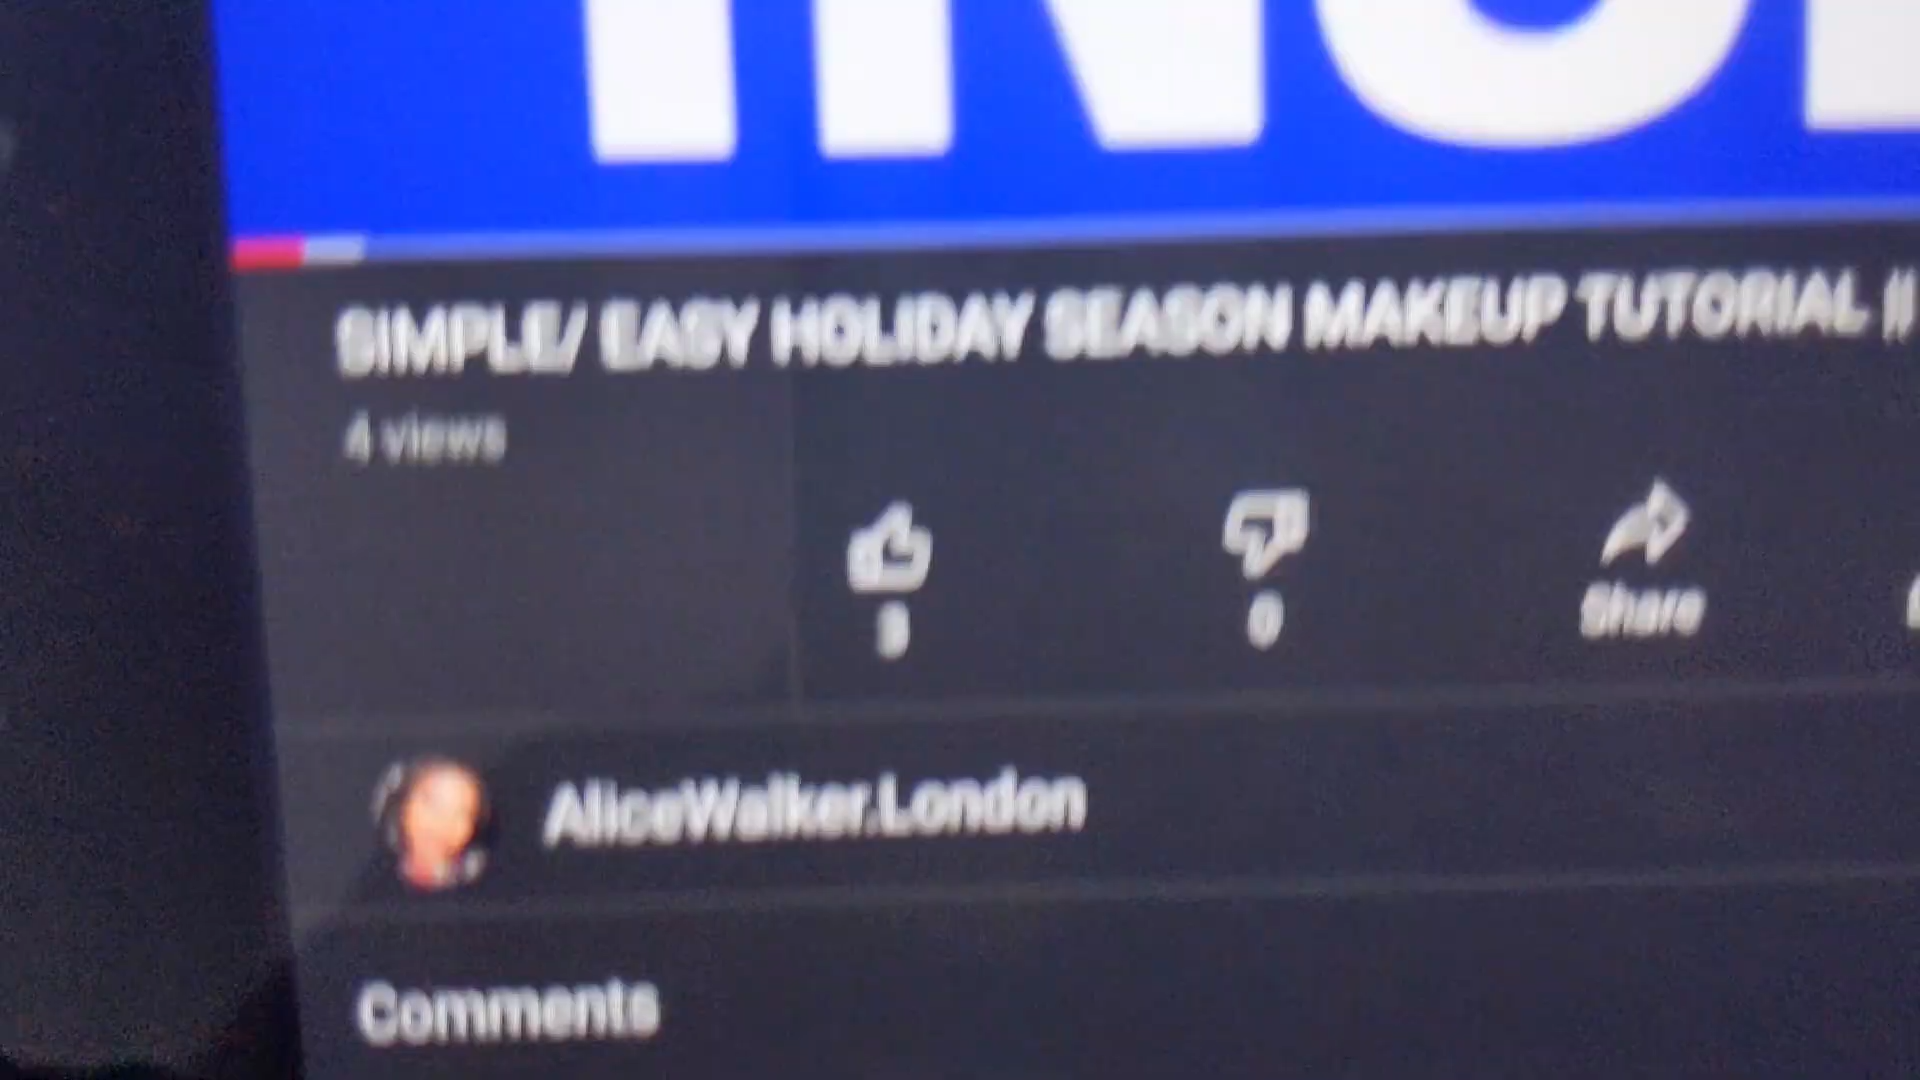 SIMPLE/ EASY HOLIDAY SEASON MAKEUP TUTORIAL ||
4 views
0 Share
AliceWalker.London
Comments